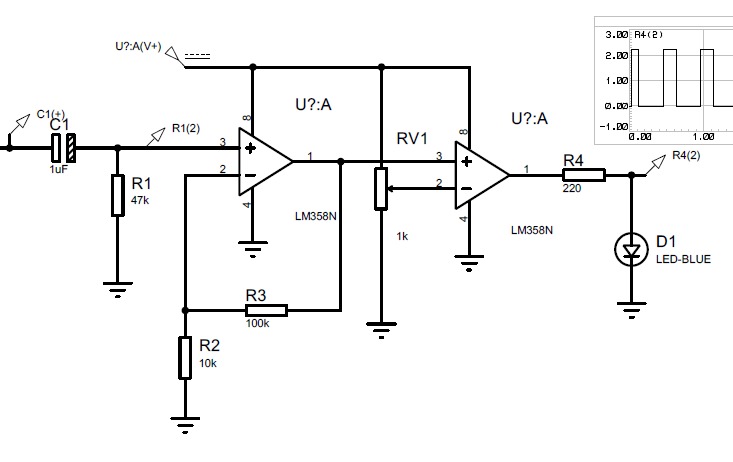 U?:A(V+)
3.00 R4(2)
2.00
1.00
0.00
-1.00
0.00 1.00
C1(+)
C1
1uF
R1(2)
R1
47k
U?:A
8
3
2
1
4
LM358N
RV1
1k
U?:A
8
3
2
1
4
LM358N
R4
220
R4(2)
D1
LED-BLUE
R3
100k
R2
10k